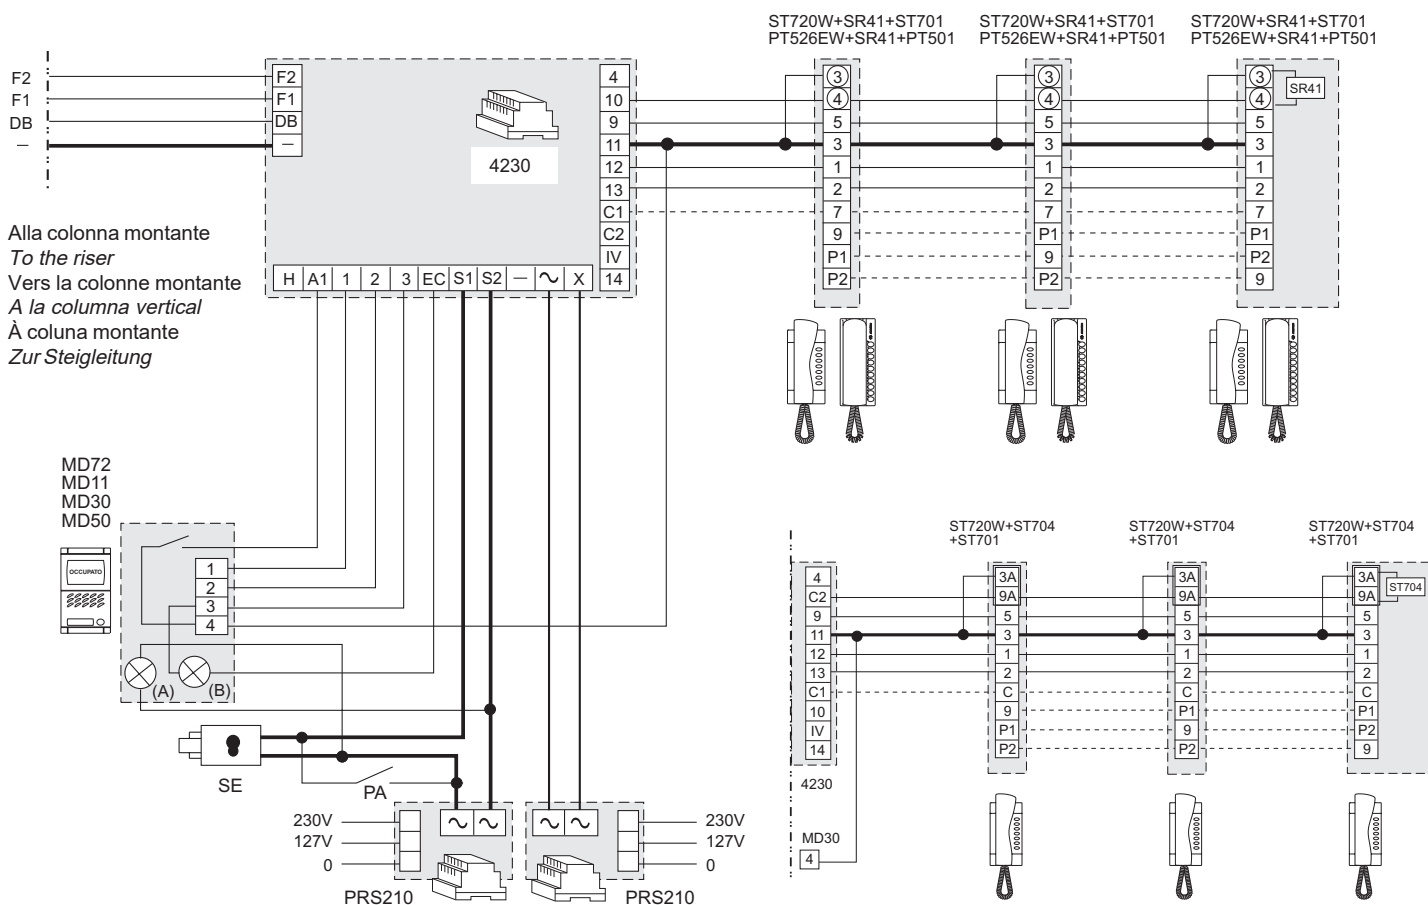 ST720W+SR41+ST701
PT526EW+SR41+PT501
ST720W+SR41+ST701
PT526EW+SR41+PT501
ST720W+SR41+ST701
PT526EW+SR41+PT501
F2
F1
DB
—
F2
F1
DB
—
4230
4
10
9
11
12
13
C1
C2
IV
14
H A1 1 2 3 EC S1 S2 — ∼ X
3
4
5
3
1
2
7
9
P1
P2
3
4
5
3
1
2
7
P1
9
P2
3
4
5
3
1
2
7
P1
P2
9
SR41
Alla colonna montante
To the riser
Vers la colonne montante
A la columna vertical
À coluna montante
Zur Steigleitung
MD72
MD11
MD30
MD50
OCCUPATO
1
2
3
4
(A)
(B)
SE
PA
230V
127V
0
∼ ∼
PRS210
∼ ∼
230V
127V
0
PRS210
ST720W+ST704
+ST701
ST720W+ST704
+ST701
ST720W+ST704
+ST701
4
C2
9
11
12
13
C1
10
IV
14
4230
MD30
4
3A
9A
5
3
1
2
C
9
P1
P2
3A
9A
5
3
1
2
C
P1
9
P2
3A
9A
5
3
1
2
C
P1
P2
9
ST704